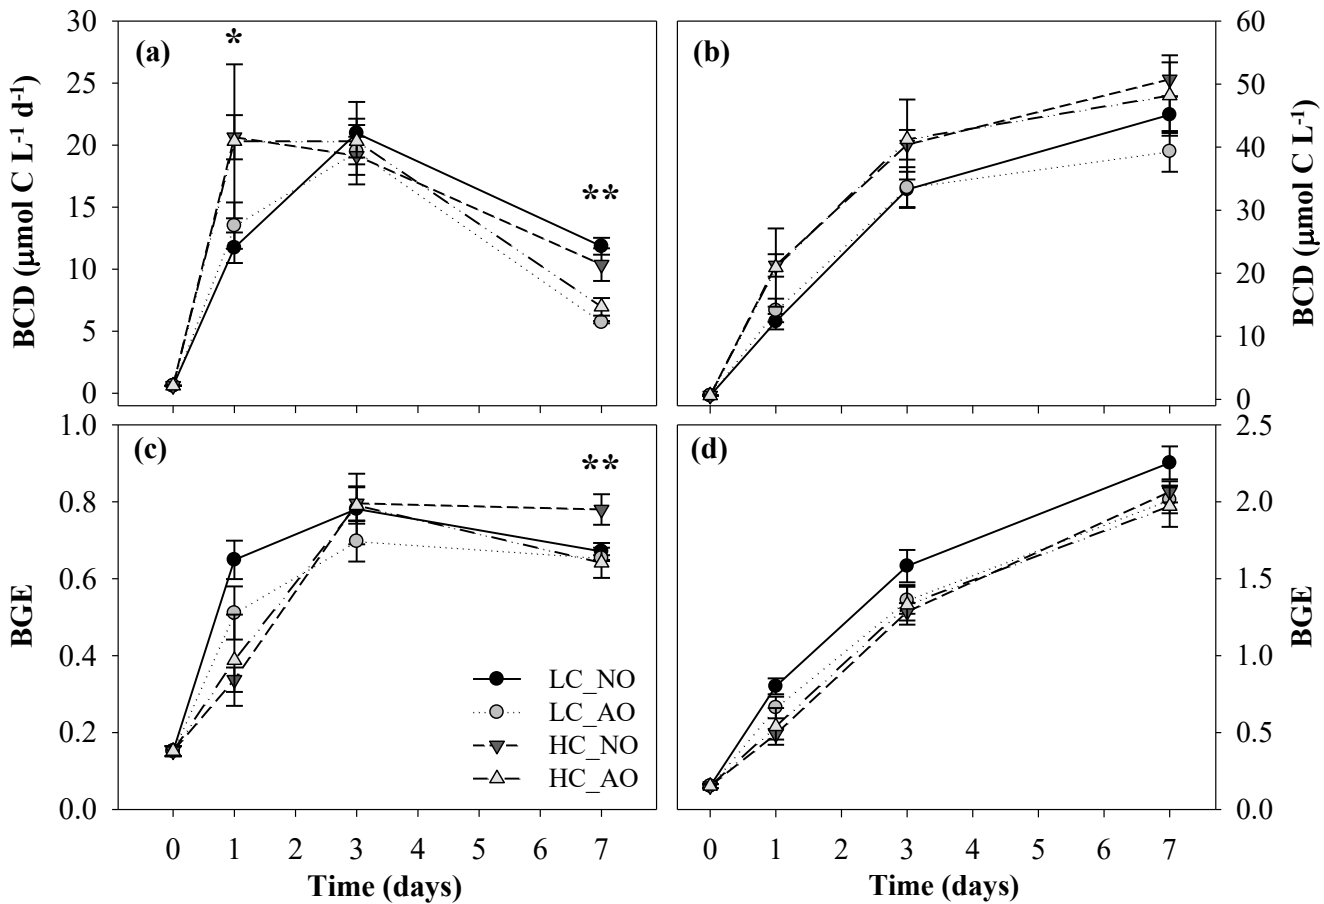 30
25
20
15
10
5
0
BCD (µmol C L-1 d-1)
(a)
*
**
(b)
60
50
40
30
20
10
0
BCD (µmol C L-1)
1.0
0.8
0.6
0.4
0.2
0.0
BGE
(c)
**
LC_NO
LC_AO
HC_NO
HC_AO
(d)
2.5
2.0
1.5
1.0
0.5
0.0
BGE
0 1 2 3 4 5 6 7
Time (days)
0 1 2 3 4 5 6 7
Time (days)